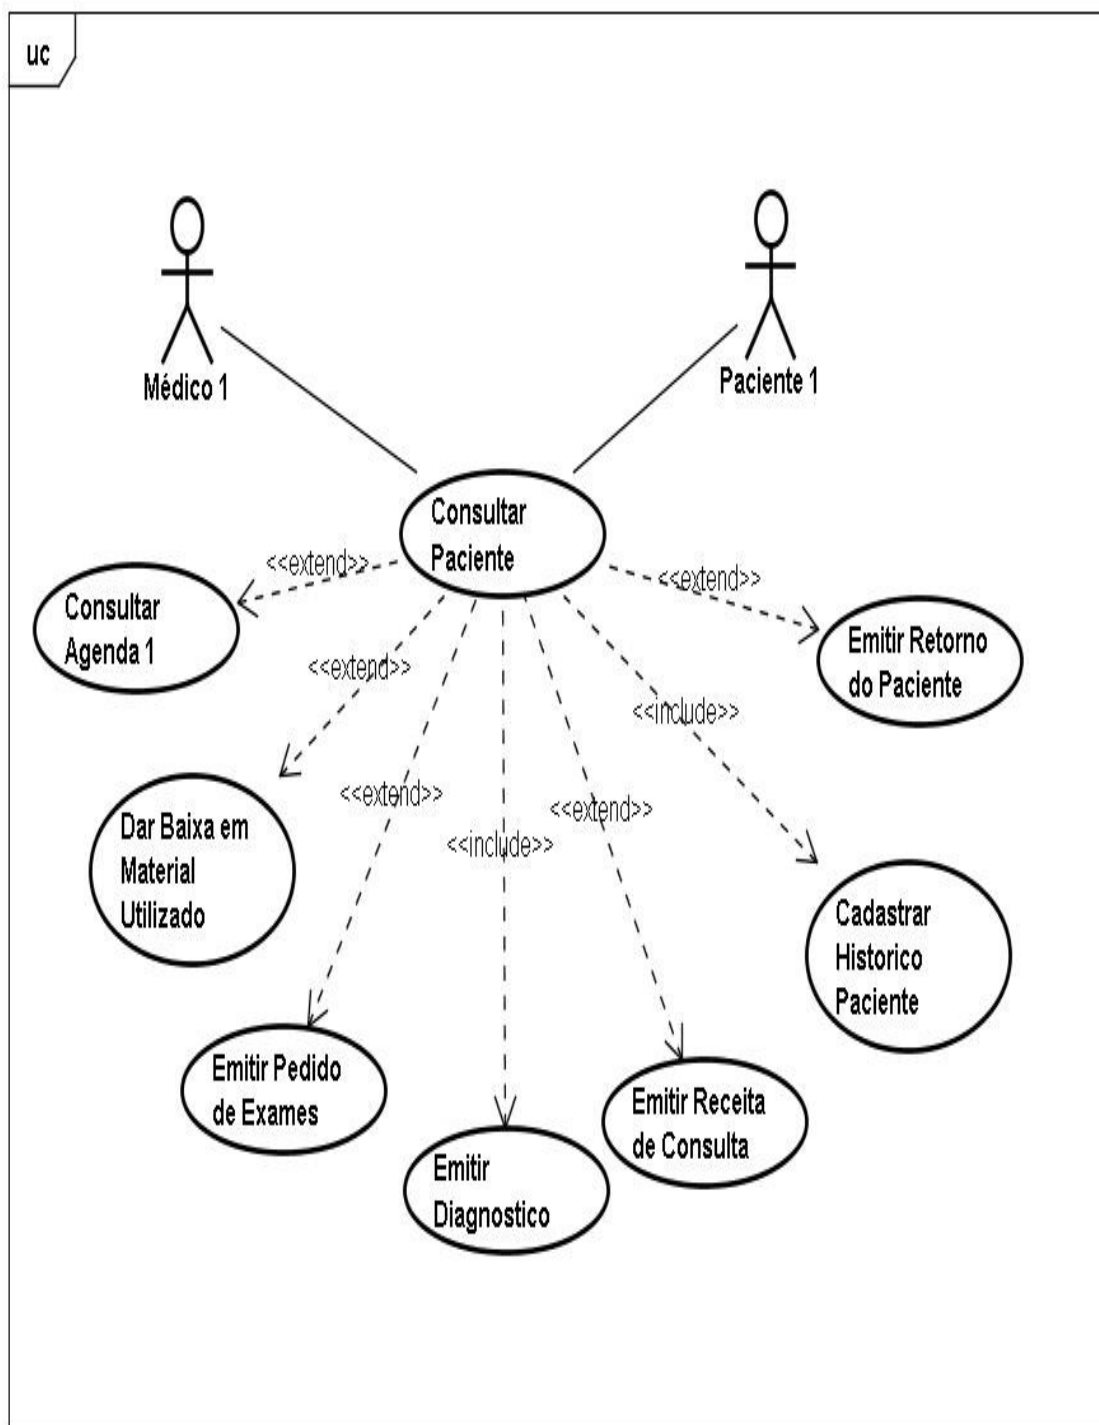 uc
Médico 1
Paciente 1
Consultar
Paciente
<<extend>>
<<extend>>
Consultar
Agenda 1
Emitir Retorno
do Paciente
<<extend>>
<<include>>
<<extend>>
<<extend>>
<<include>>
Dar Baixa em
Material
Utilizado
Cadastrar
Historico
Paciente
Emitir Pedido
de Exames
Emitir Receita
de Consulta
Emitir
Diagnostico